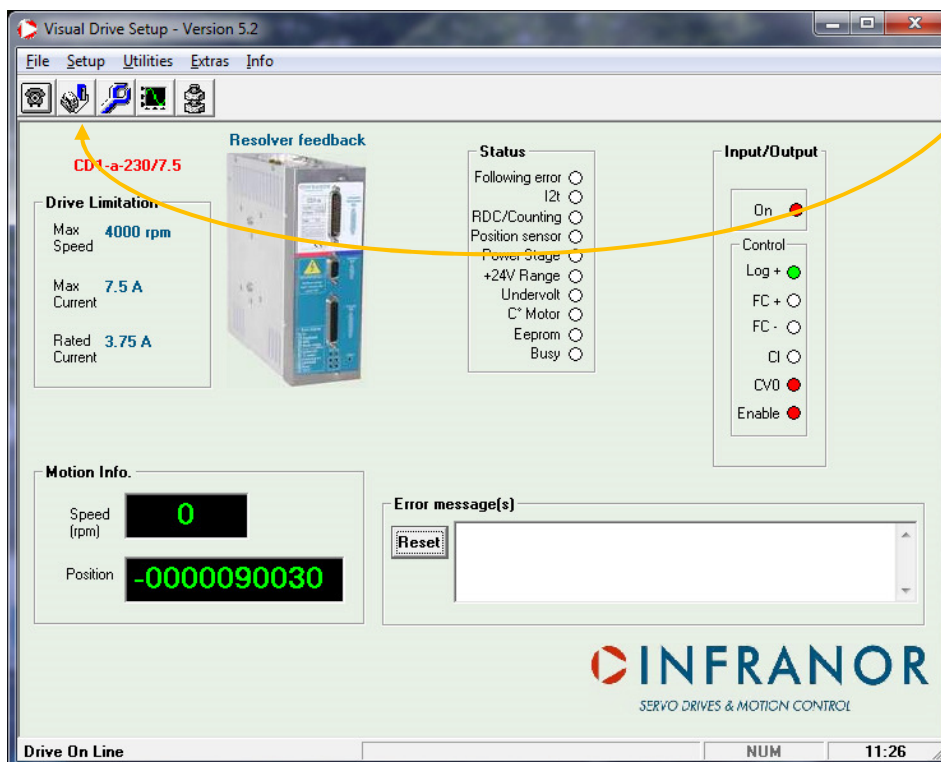 Visual Drive Setup - Version 5.2
File Setup Utilities Extras Info
CD1-a-230/7.5
Resolver feedback
Drive Limitation
Max Speed 4000 rpm
Max Current 7.5 A
Rated Current 3.75 A
Status
Following error
I2t
RDC/Counting
Position sensor
Power Stage
+24V Range
Undervolt
C° Motor
Eeprom
Busy
Input/Output
On
Control
Log +
FC +
FC -
CI
CV0
Enable
Motion Info.
Speed (rpm) 0
Position -0000090030
Error message(s)
Reset
INFRANOR
SERVO DRIVES & MOTION CONTROL
Drive On Line NUM 11:26